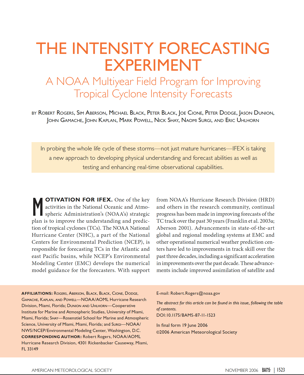 THE INTENSITY FORECASTING
EXPERIMENT
A NOAA Multiyear Field Program for Improving
Tropical Cyclone Intensity Forecasts
BY ROBERT ROGERS, SIM ABERSON, MICHAEL BLACK, PETER BLACK, JOE CIONE, PETER DODGE, JASON DUNION,
JOHN GAMACHE, JOHN KAPLAN, MARK POWELL, NICK SHAY, NAOMI SURGI, AND ERIC UHLHORN
In probing the whole life cycle of these storms—not just mature hurricanes—IFEX is taking
a new approach to developing physical understanding and forecast abilities as well as
testing and enhancing real-time observational capabilities.
MOTIVATION FOR IFEX. One of the key
activities in the National Oceanic and Atmo-
spheric Administration's (NOAA's) strategic
plan is to improve the understanding and predic-
tion of tropical cyclones (TCs). The NOAA National
Hurricane Center (NHC), a part of the National
Centers for Environmental Prediction (NCEP), is
responsible for forecasting TCs in the Atlantic and
east Pacific basins, while NCEP's Environmental
Modeling Center (EMC) develops the numerical
model guidance for the forecasters. With support
from NOAA's Hurricane Research Division (HRD)
and others in the research community, continual
progress has been made in improving forecasts of the
TC track over the past 30 years (Franklin et al. 2003a,
Aberson 2001). Advancements in state-of-the-art
global and regional modeling systems at EMC and
other operational numerical weather prediction cen-
ters have led to improvements in track skill over the
past three decades, including a significant acceleration
in improvements over the past decade. These advance-
ments include improved assimilation of satellite and
AFFILIATIONS: ROGERS, ABERSON, BLACK, BLACK, CIONE, DODGE,
GAMACHE, KAPLAN, AND POWELL—NOAA/AOML Hurricane Research
Division, Miami, Florida; DUNION AND UHLHORN—Cooperative
Institute for Marine and Atmospheric Studies, University of Miami,
Miami, Florida; SHAY—Rosenstiel School for Marine and Atmospheric
Science, University of Miami, Miami, Florida; AND SURGI—NOAA/
NWS/NCEP/Environmental Modeling Center, Washington, D.C.
CORRESPONDING AUTHOR: Robert Rogers, NOAA/AOML
Hurricane Research Division, 4301 Rickenbacker Causeway, Miami,
FL 33149
E-mail: Robert.Rogers@noaa.gov
The abstract for this article can be found in this issue, following the table
of contents.
DOI:10.1175/BAMS-87-11-1523
In final form 19 June 2006
©2006 American Meteorological Society
AMERICAN METEOROLOGICAL SOCIETY
NOVEMBER 2006 BAMS | 1523